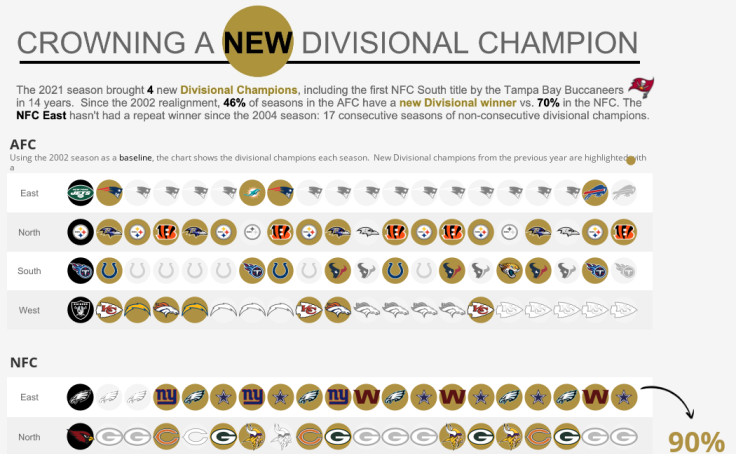 CROWNING A NEW DIVISIONAL CHAMPION
The 2021 season brought 4 new Divisional Champions, including the first NFC South title by the Tampa Bay Buccaneers
in 14 years. Since the 2002 realignment, 46% of seasons in the AFC have a new Divisional winner vs. 70% in the NFC. The
NFC East hasn't had a repeat winner since the 2004 season: 17 consecutive seasons of non-consecutive divisional champions.
AFC
Using the 2002 season as a baseline, the chart shows the divisional champions each season. New Divisional champions from the previous year are highlighted with
a
East
North
South
West
NFC
East
North
90%